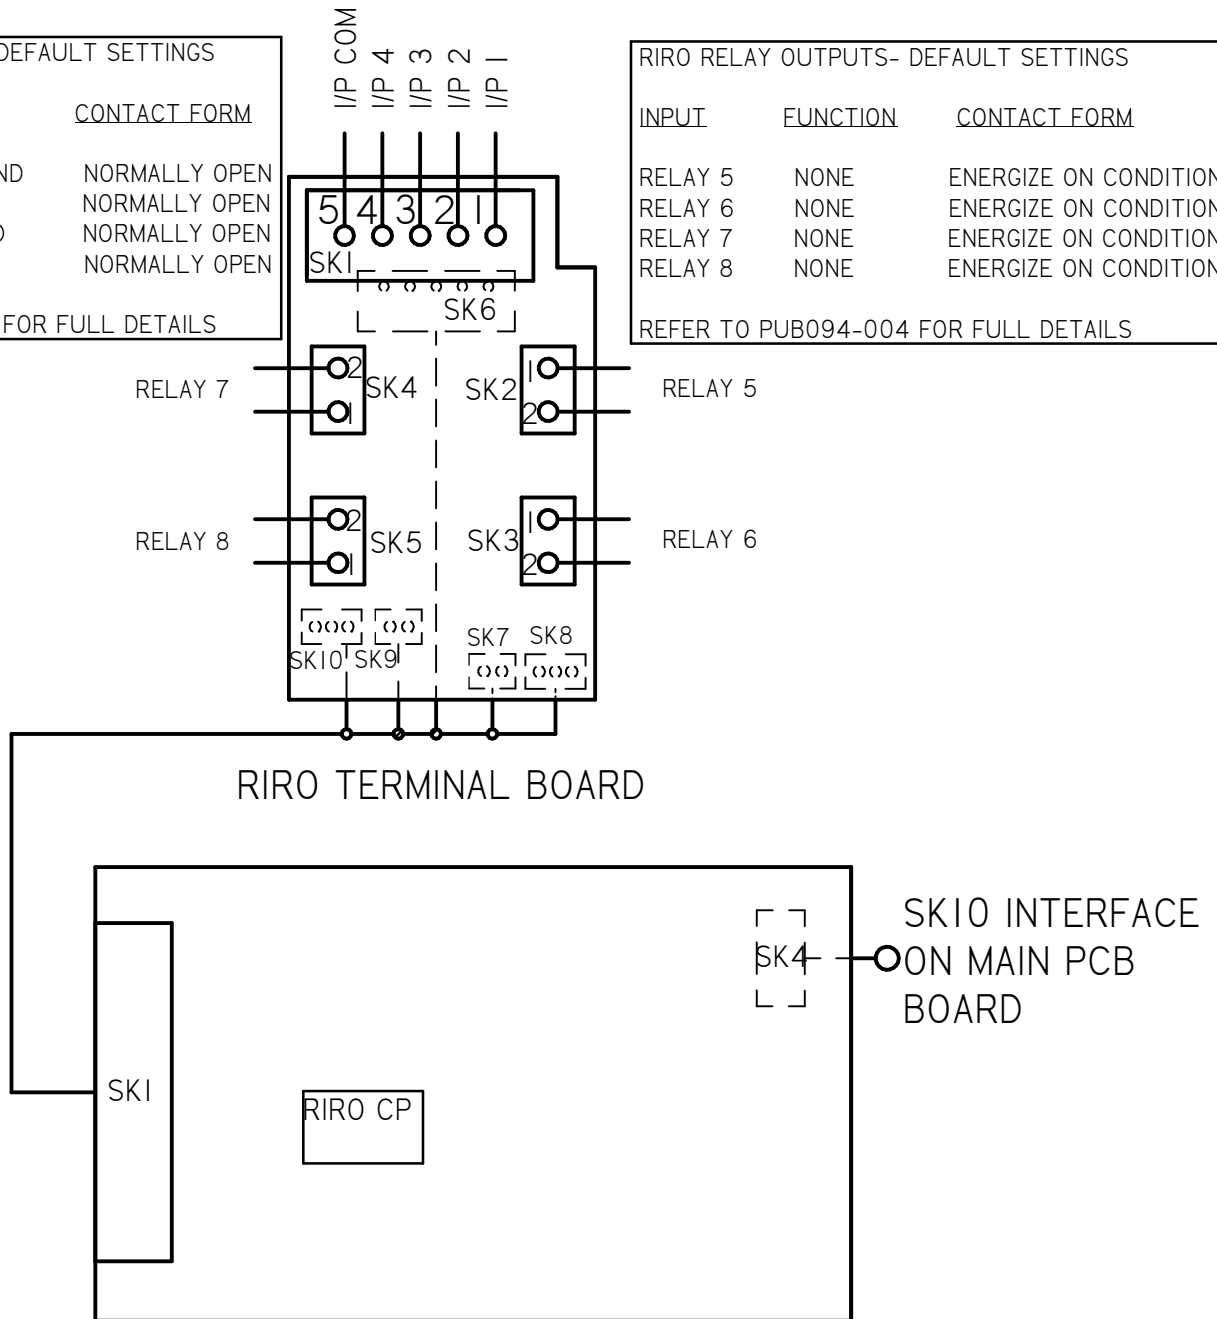 DEFAULT SETTINGS
CONTACT FORM
ND NORMALLY OPEN
NORMALLY OPEN
D NORMALLY OPEN
NORMALLY OPEN
FOR FULL DETAILS
I/P COM
I/P 4
I/P 3
I/P 2
I/P 1
RIRO RELAY OUTPUTS- DEFAULT SETTINGS
INPUT FUNCTION CONTACT FORM
RELAY 5 NONE ENERGIZE ON CONDITION
RELAY 6 NONE ENERGIZE ON CONDITION
RELAY 7 NONE ENERGIZE ON CONDITION
RELAY 8 NONE ENERGIZE ON CONDITION
REFER TO PUB094-004 FOR FULL DETAILS
5 4 3 2 1
SK1
SK6
RELAY 7
2
1
SK4
SK2
1
2
RELAY 5
RELAY 8
2
1
SK5
SK3
1
2
RELAY 6
SK10
SK9
SK7
SK8
RIRO TERMINAL BOARD
SK4
SK10 INTERFACE
ON MAIN PCB
BOARD
SK1
RIRO CP